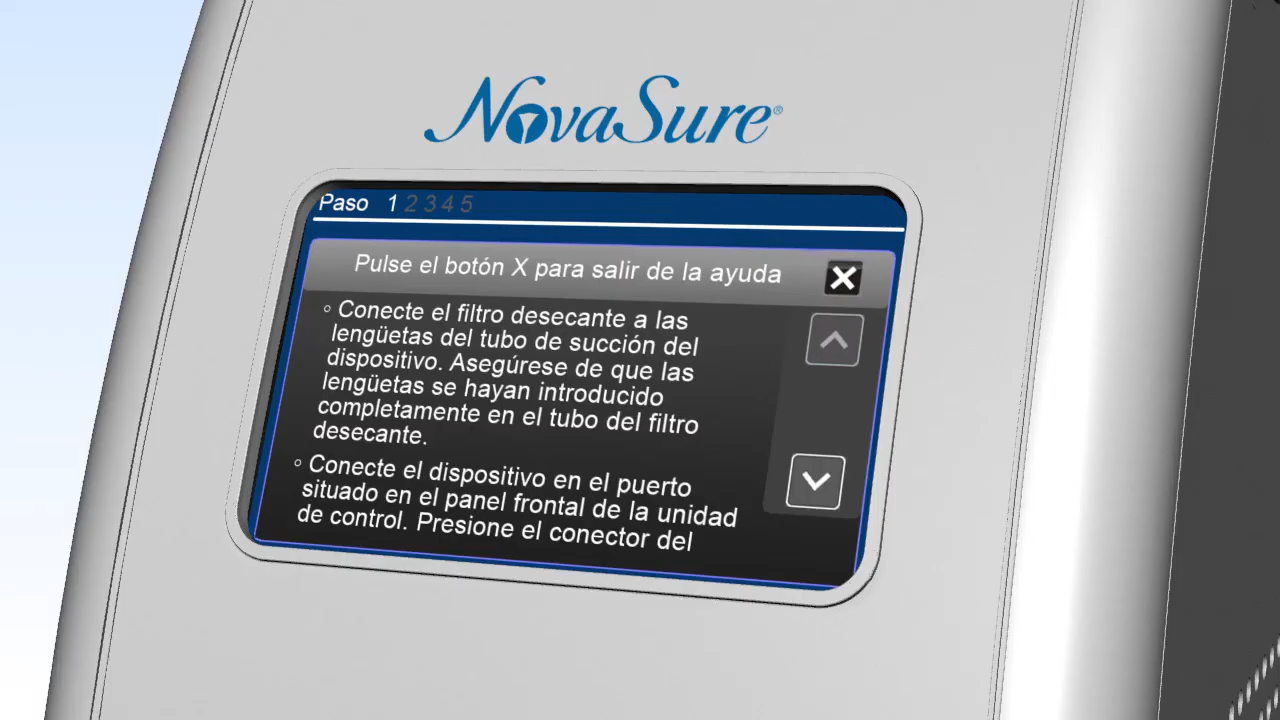 NovaSure®
Paso 1 2 3 4 5
Pulse el botón X para salir de la ayuda
◦ Conecte el filtro desecante a las
lengüetas del tubo de succión del
dispositivo. Asegúrese de que las
lengüetas se hayan introducido
completamente en el tubo del filtro
desecante.
◦ Conecte el dispositivo en el puerto
situado en el panel frontal de la unidad
de control. Presione el conector del